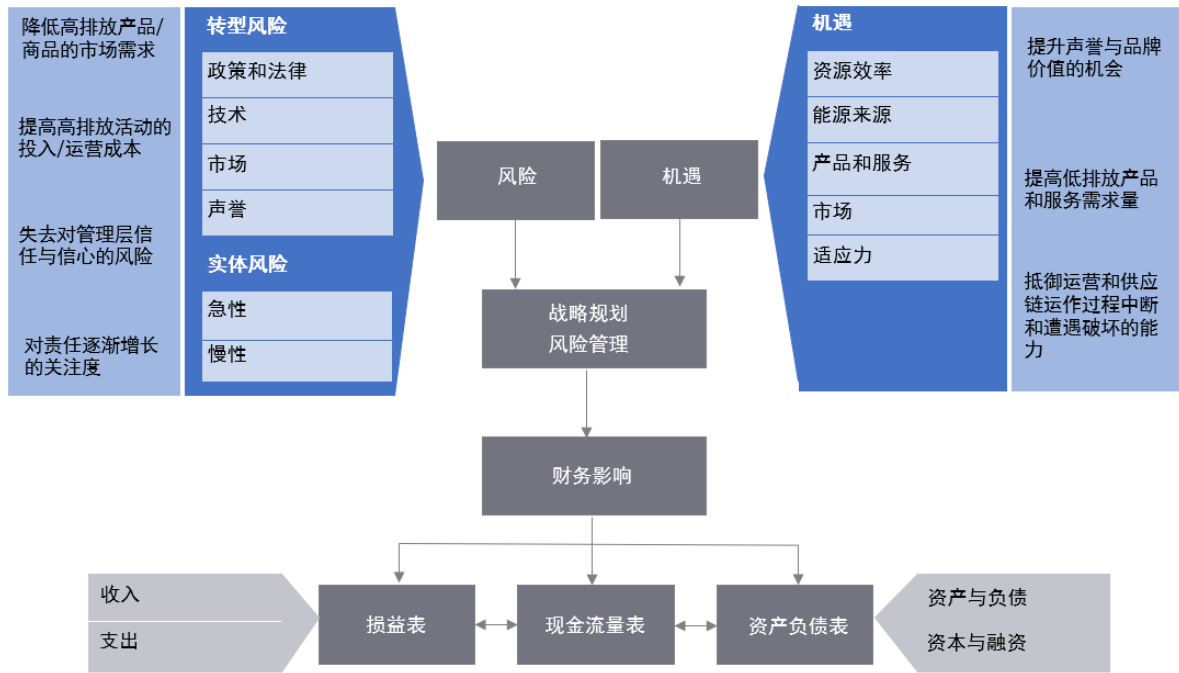 降低高排放产品/
商品的市场需求
提高高排放活动的
投入/运营成本
失去对管理层信
任与信心的风险
对责任逐渐增长
的关注度
转型风险
政策和法律
技术
市场
声誉
实体风险
急性
慢性
风险
机遇
机遇
资源效率
能源来源
产品和服务
市场
适应力
提升声誉与品牌
价值的机会
提高低排放产品
和服务需求量
抵御运营和供应
链运作过程中断
和遭遇破坏的能
力
战略规划
风险管理
财务影响
收入
支出
损益表
现金流量表
资产负债表
资产与负债
资本与融资